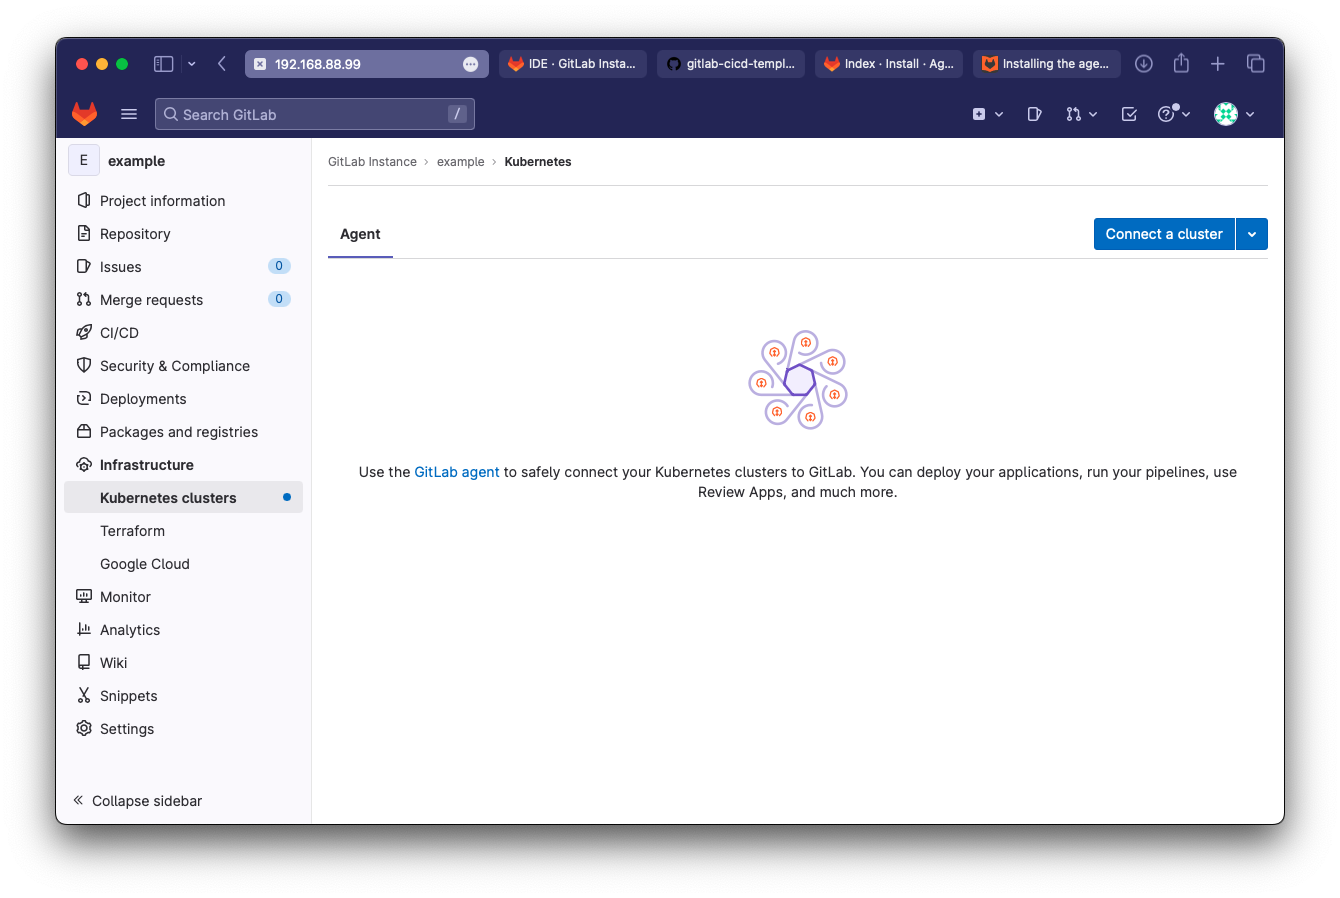 192.168.88.99
IDE · GitLab Insta...
gitlab-cicd-templ...
Index · Install · Ag...
Installing the age...
Search GitLab
/
E
example
Project information
Repository
Issues
0
Merge requests
0
CI/CD
Security & Compliance
Deployments
Packages and registries
Infrastructure
Kubernetes clusters
Terraform
Google Cloud
Monitor
Analytics
Wiki
Snippets
Settings
Collapse sidebar
GitLab Instance › example › Kubernetes
Agent
Connect a cluster
Use the GitLab agent to safely connect your Kubernetes clusters to GitLab. You can deploy your applications, run your pipelines, use
Review Apps, and much more.